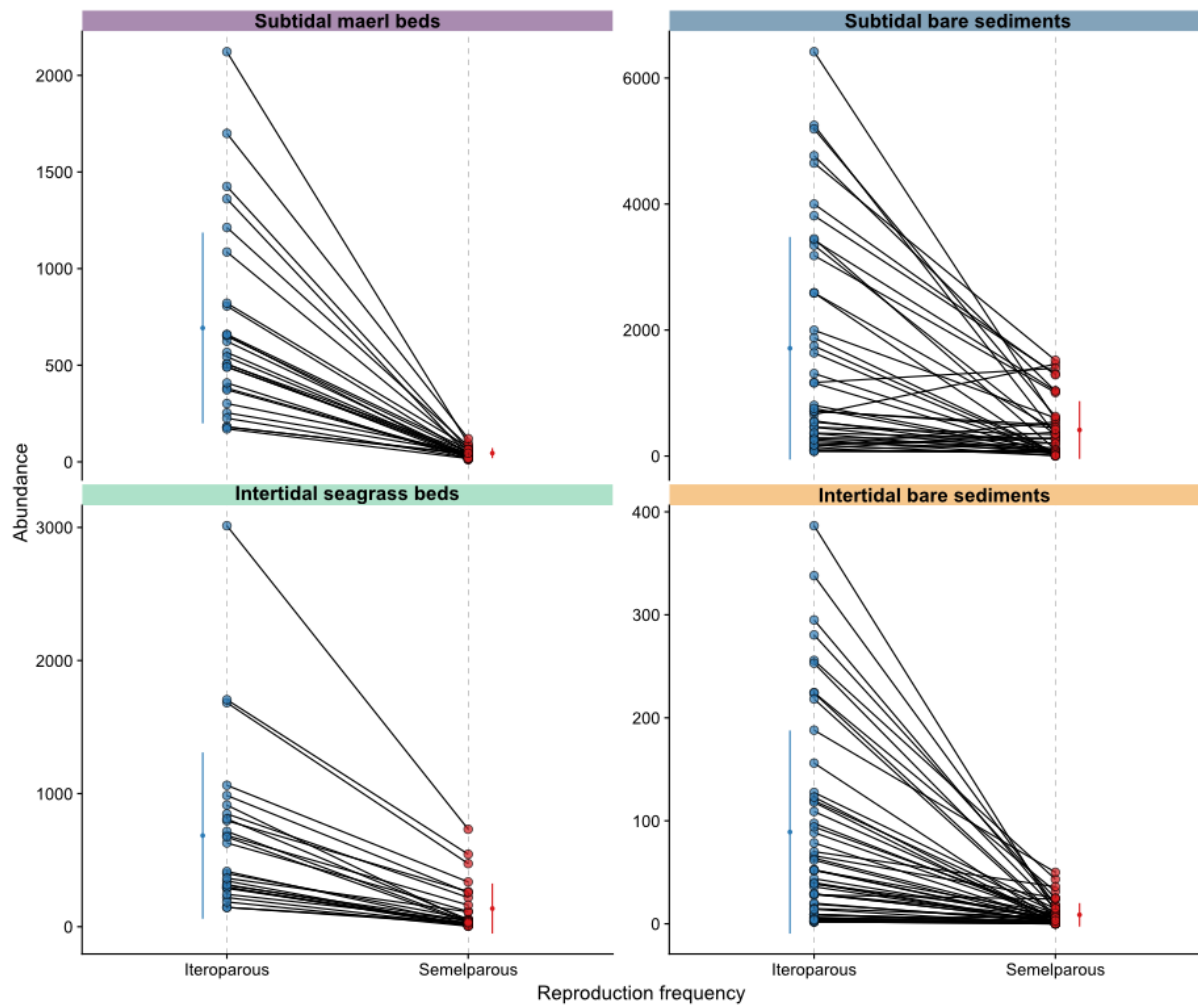 Subtidal maerl beds
Subtidal bare sediments
2000
1500
1000
500
0
6000
4000
2000
0
Intertidal seagrass beds
Intertidal bare sediments
3000
2000
1000
0
400
300
200
100
0
Abundance
Iteroparous
Semelparous
Iteroparous
Semelparous
Reproduction frequency